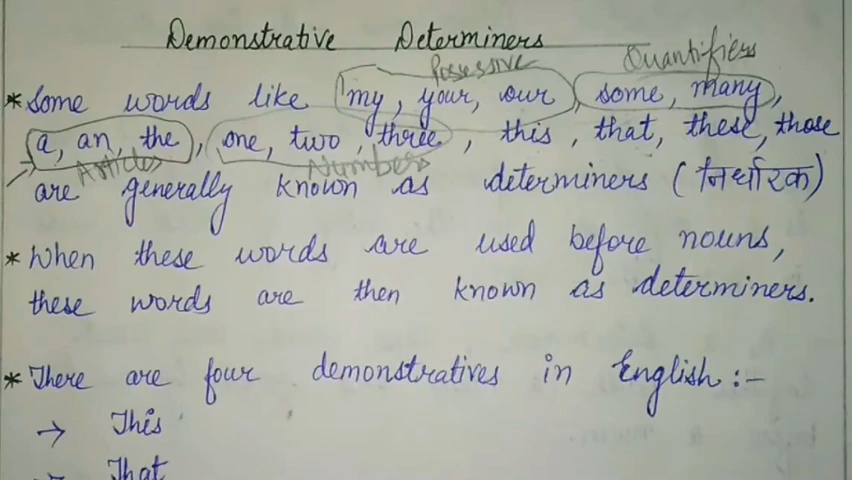 Demonstrative Determiners
Possessive Quantifiers
* Some words like my, your, our, some, many,
a, an, the, one, two, three, this, that, these, those
Articles Numbers
are generally known as determiners (निर्धारक)
* When these words are used before nouns,
these words are then known as determiners.
* There are four demonstratives in English :-
→ This
→ That